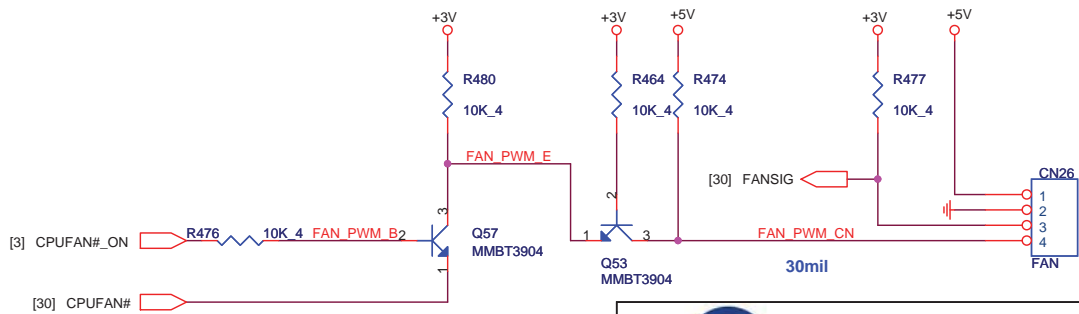 +3V
+3V
+5V
+3V
+5V
R480
10K_4
R464
10K_4
R474
10K_4
R477
10K_4
FAN_PWM_E
[30] FANSIG
CN26
1
2
3
4
FAN
[3] CPUFAN#_ON
R476
10K_4
FAN_PWM_B
2
3
1
Q57
MMBT3904
2
1
3
Q53
MMBT3904
FAN_PWM_CN
30mil
[30] CPUFAN#